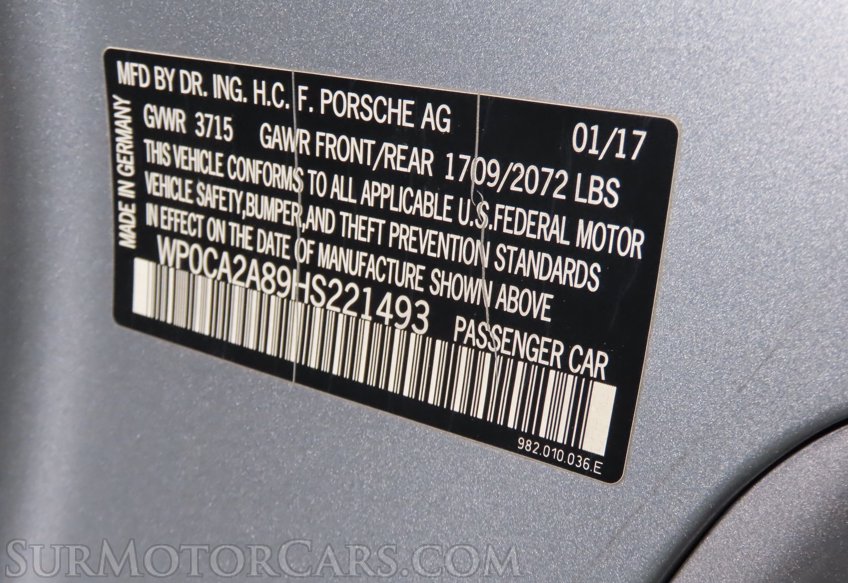 MFD BY DR. ING. H.C. F. PORSCHE AG 01/17
GVWR 3715 GAWR FRONT/REAR 1709/2072 LBS
THIS VEHICLE CONFORMS TO ALL APPLICABLE U.S.FEDERAL MOTOR
VEHICLE SAFETY,BUMPER,AND THEFT PREVENTION STANDARDS
IN EFFECT ON THE DATE OF MANUFACTURE SHOWN ABOVE
WP0CA2A89HS221493 PASSENGER CAR
MADE IN GERMANY
982.010.036.E
SURMOTORCARS.COM